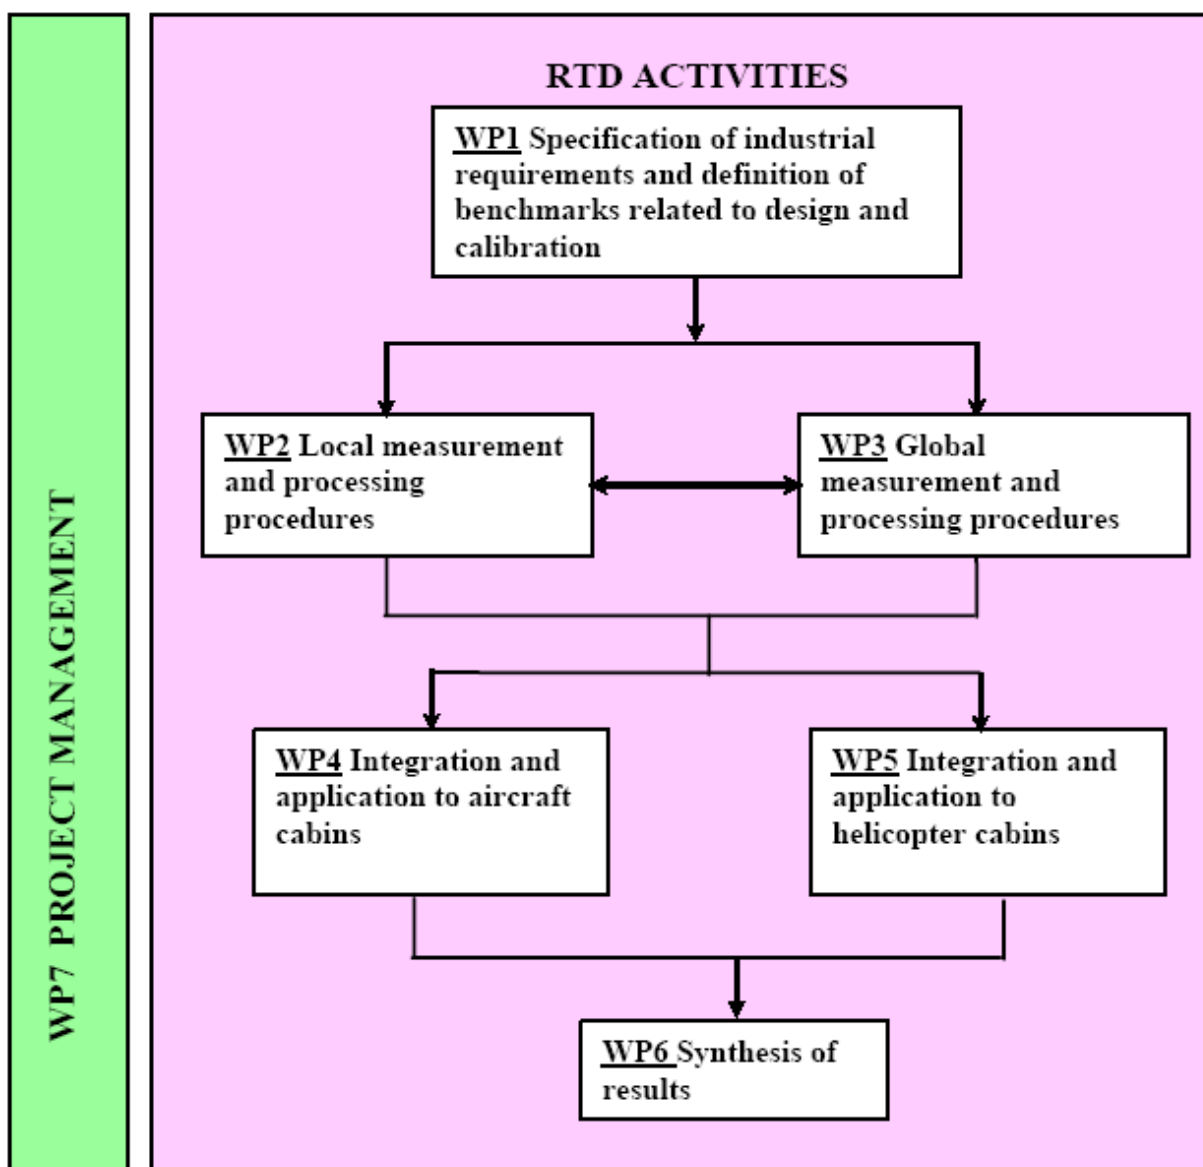 WP7 PROJECT MANAGEMENT
RTD ACTIVITIES
WP1 Specification of industrial
requirements and definition of
benchmarks related to design and
calibration
WP2 Local measurement
and processing
procedures
WP3 Global
measurement and
processing procedures
WP4 Integration and
application to aircraft
cabins
WP5 Integration and
application to
helicopter cabins
WP6 Synthesis of
results